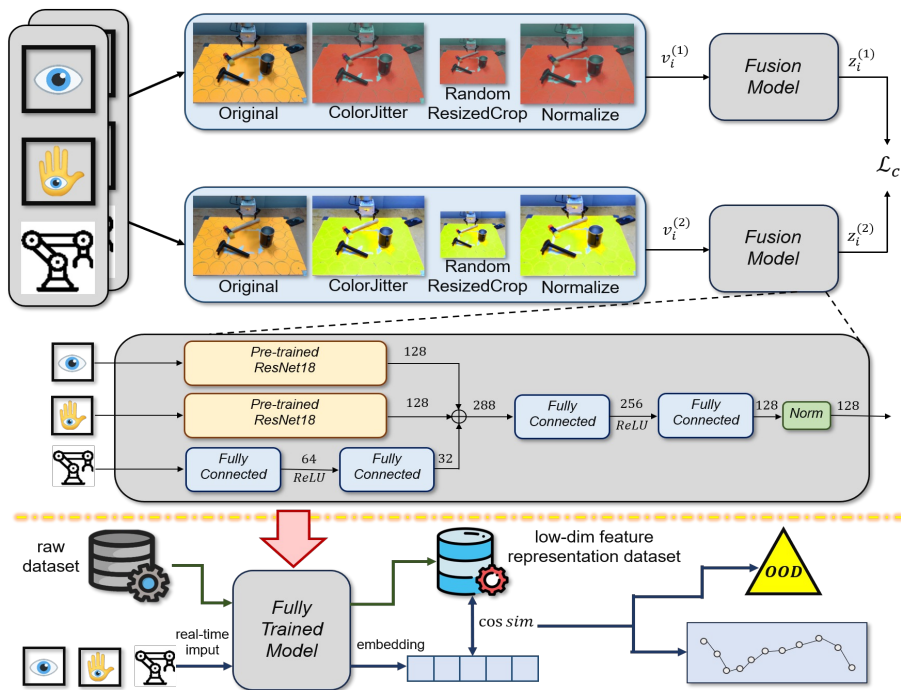 Original
ColorJitter
Random
ResizedCrop
Normalize
v_i^{(1)}
Fusion
Model
z_i^{(1)}
ℒ_c
Original
ColorJitter
Random
ResizedCrop
Normalize
v_i^{(2)}
Fusion
Model
z_i^{(2)}
Pre-trained
ResNet18
128
Pre-trained
ResNet18
128
288
Fully
Connected
256
ReLU
Fully
Connected
128
Norm
128
Fully
Connected
64
ReLU
Fully
Connected
32
raw
dataset
low-dim feature
representation dataset
OOD
Fully
Trained
Model
cos sim
real-time
imput
embedding